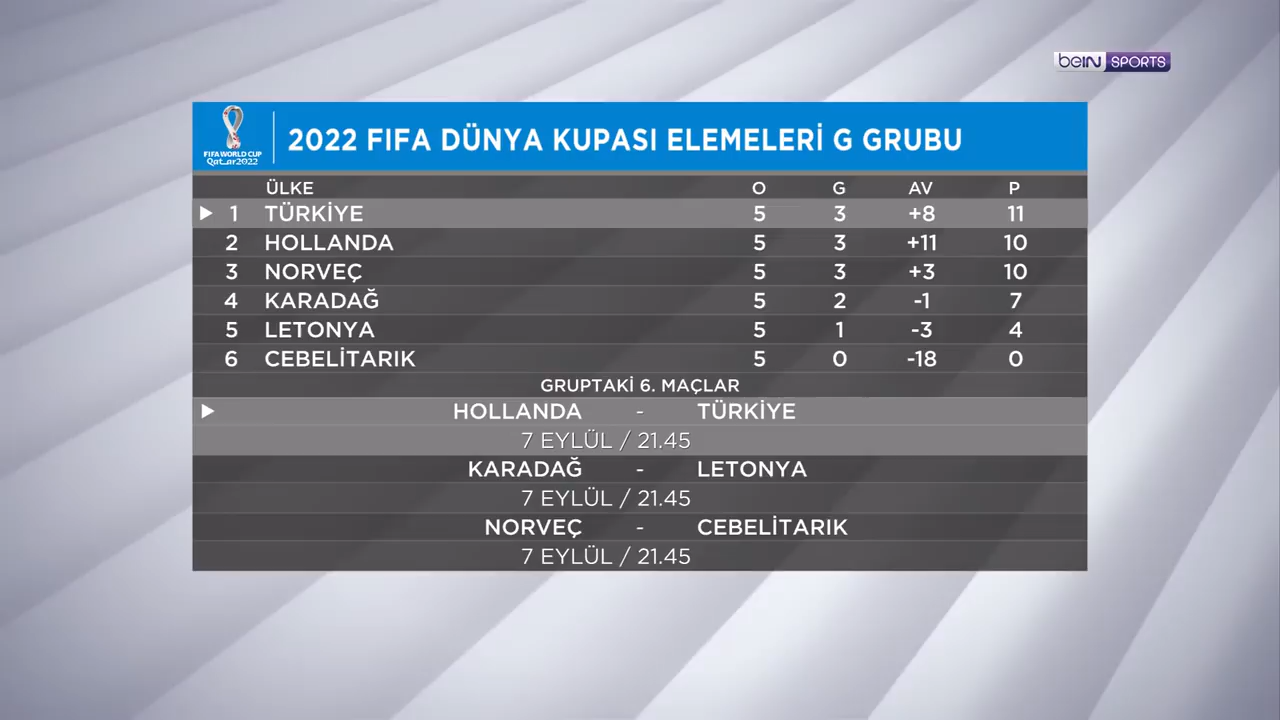 beIN SPORTS
FIFA WORLD CUP
Qatar2022
2022 FIFA DÜNYA KUPASI ELEMELERİ G GRUBU
ÜLKE O G AV P
1 TÜRKİYE 5 3 +8 11
2 HOLLANDA 5 3 +11 10
3 NORVEÇ 5 3 +3 10
4 KARADAĞ 5 2 -1 7
5 LETONYA 5 1 -3 4
6 CEBELİTARIK 5 0 -18 0
GRUPTAKİ 6. MAÇLAR
HOLLANDA - TÜRKİYE
7 EYLÜL / 21.45
KARADAĞ - LETONYA
7 EYLÜL / 21.45
NORVEÇ - CEBELİTARIK
7 EYLÜL / 21.45